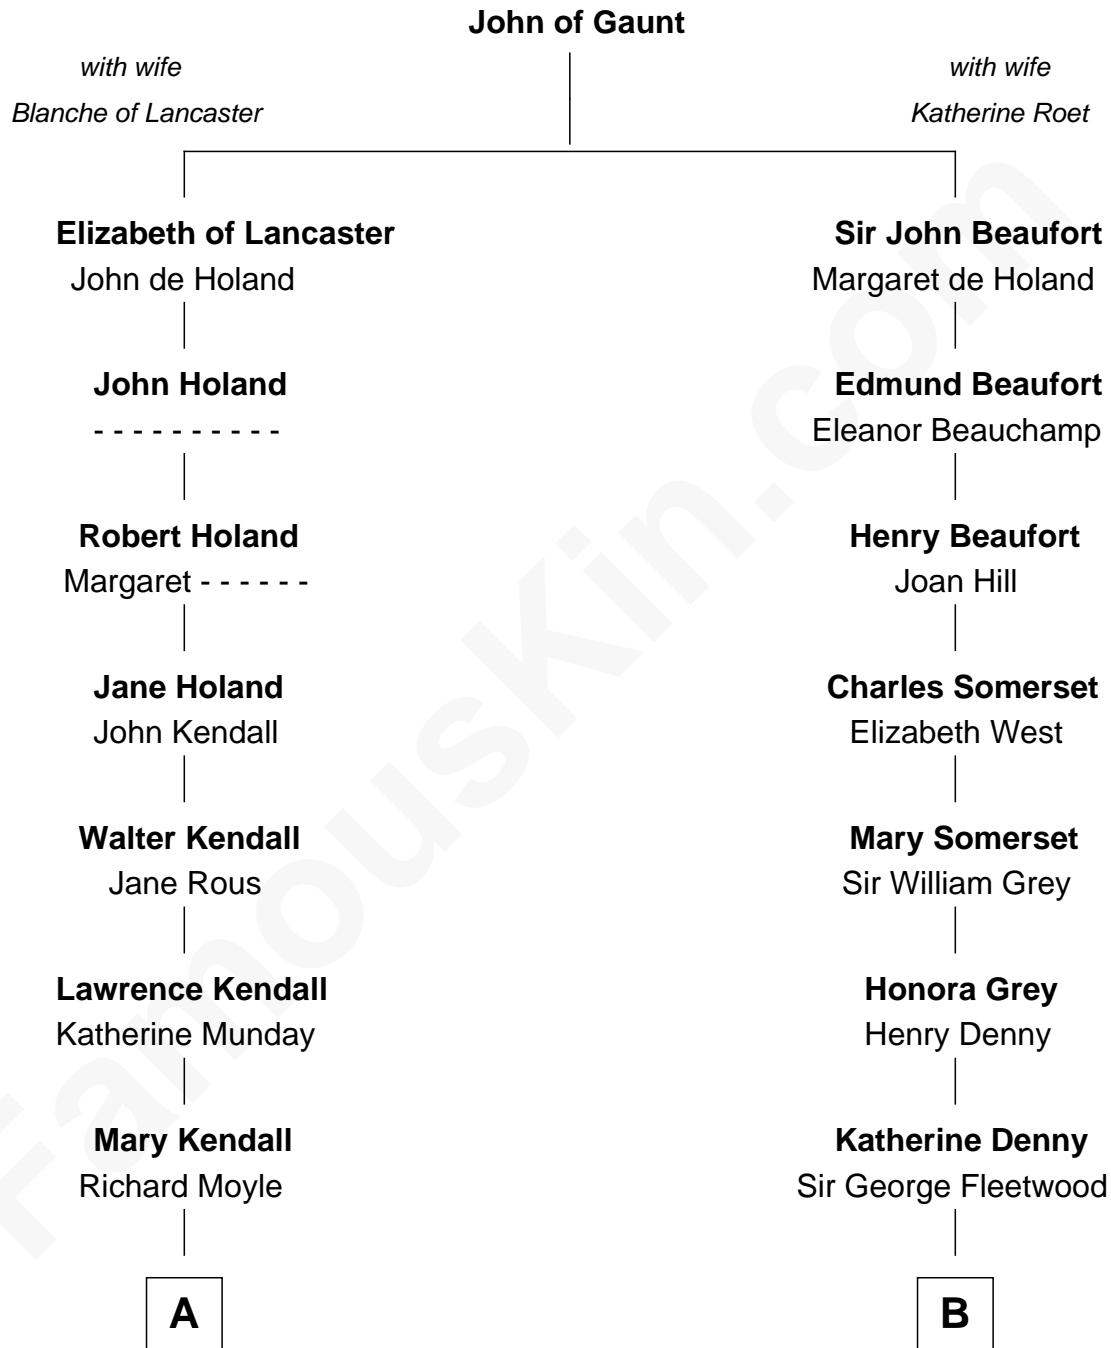 John of Gaunt
with wife
Blanche of Lancaster
with wife
Katherine Roet
Elizabeth of Lancaster
John de Holand
Sir John Beaufort
Margaret de Holand
John Holand
- - - - - - - - - -
Edmund Beaufort
Eleanor Beauchamp
Robert Holand
Margaret - - - - - -
Henry Beaufort
Joan Hill
Jane Holand
John Kendall
Charles Somerset
Elizabeth West
Walter Kendall
Jane Rous
Mary Somerset
Sir William Grey
Lawrence Kendall
Katherine Munday
Honora Grey
Henry Denny
Mary Kendall
Richard Moyle
Katherine Denny
Sir George Fleetwood
A
B
FamousKin.com